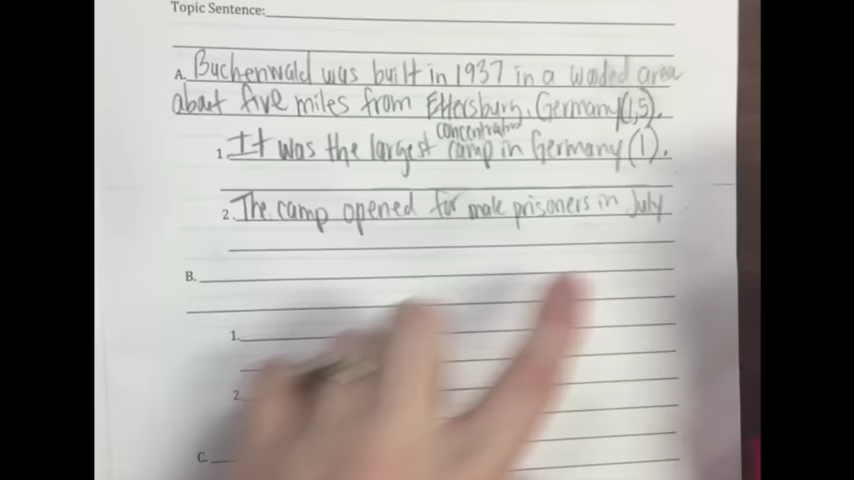 Topic Sentence:
A. Buchenwald was built in 1937 in a wooded area
about five miles from Ettersburg, Germany (1,5).
concentration
1. It was the largest camp in Germany (1).
2. The camp opened for male prisoners in July
B.
1.
2
C.